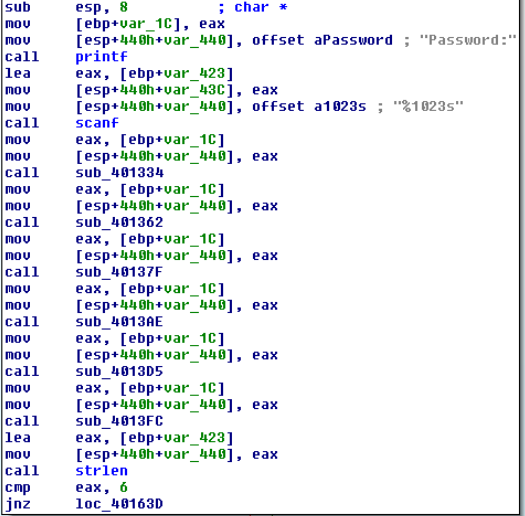 sub esp, 8 ; char *
mov [ebp+var_1C], eax
mov [esp+440h+var_440], offset aPassword ; "Password:"
call printf
lea eax, [ebp+var_423]
mov [esp+440h+var_43C], eax
mov [esp+440h+var_440], offset a1023s ; "%1023s"
call scanf
mov eax, [ebp+var_1C]
mov [esp+440h+var_440], eax
call sub_401334
mov eax, [ebp+var_1C]
mov [esp+440h+var_440], eax
call sub_401362
mov eax, [ebp+var_1C]
mov [esp+440h+var_440], eax
call sub_40137F
mov eax, [ebp+var_1C]
mov [esp+440h+var_440], eax
call sub_4013AE
mov eax, [ebp+var_1C]
mov [esp+440h+var_440], eax
call sub_4013D5
mov eax, [ebp+var_1C]
mov [esp+440h+var_440], eax
call sub_4013FC
lea eax, [ebp+var_423]
mov [esp+440h+var_440], eax
call strlen
cmp eax, 6
jnz loc_40163D